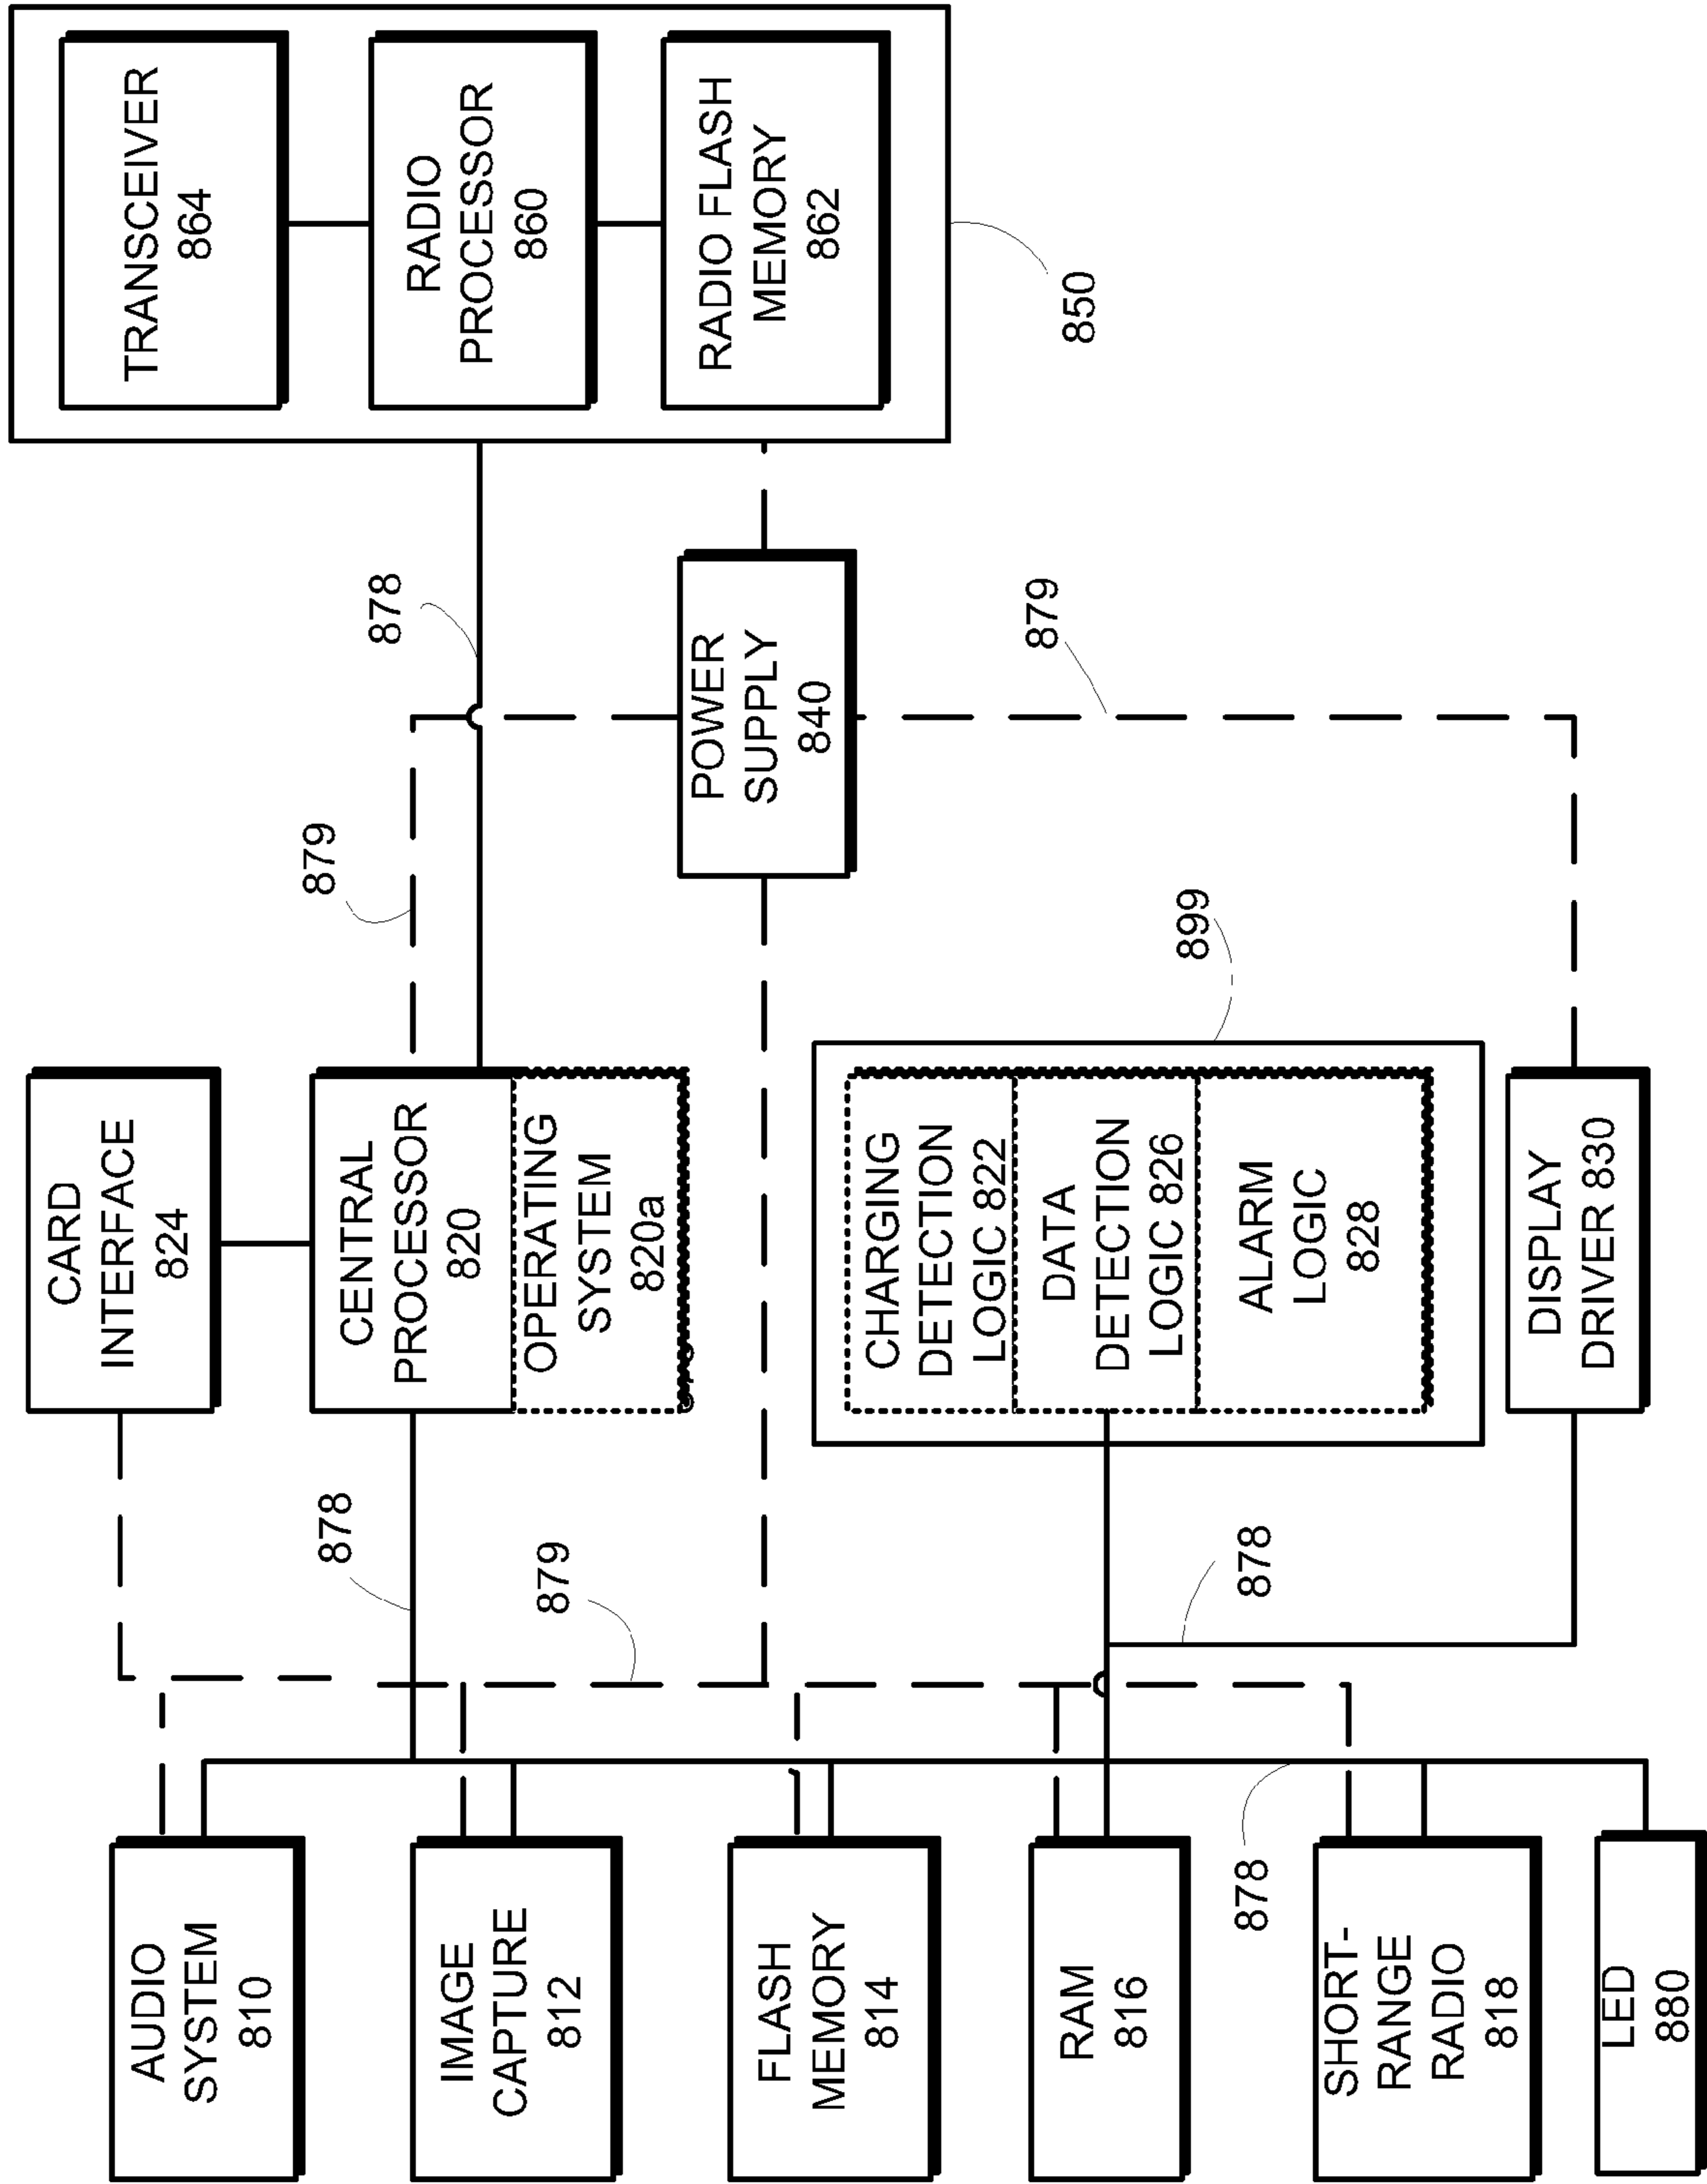 AUDIO
SYSTEM
810
IMAGE
CAPTURE
812
FLASH
MEMORY
814
RAM
816
SHORT-
RANGE
RADIO
818
LED
880
878
879
878
878
CARD
INTERFACE
824
CENTRAL
PROCESSOR
820
OPERATING
SYSTEM
820a
CHARGING
DETECTION
LOGIC 822
DATA
DETECTION
LOGIC 826
ALARM
LOGIC
828
DISPLAY
DRIVER 830
899
879
878
POWER
SUPPLY
840
879
TRANSCEIVER
864
RADIO
PROCESSOR
860
RADIO FLASH
MEMORY
862
850